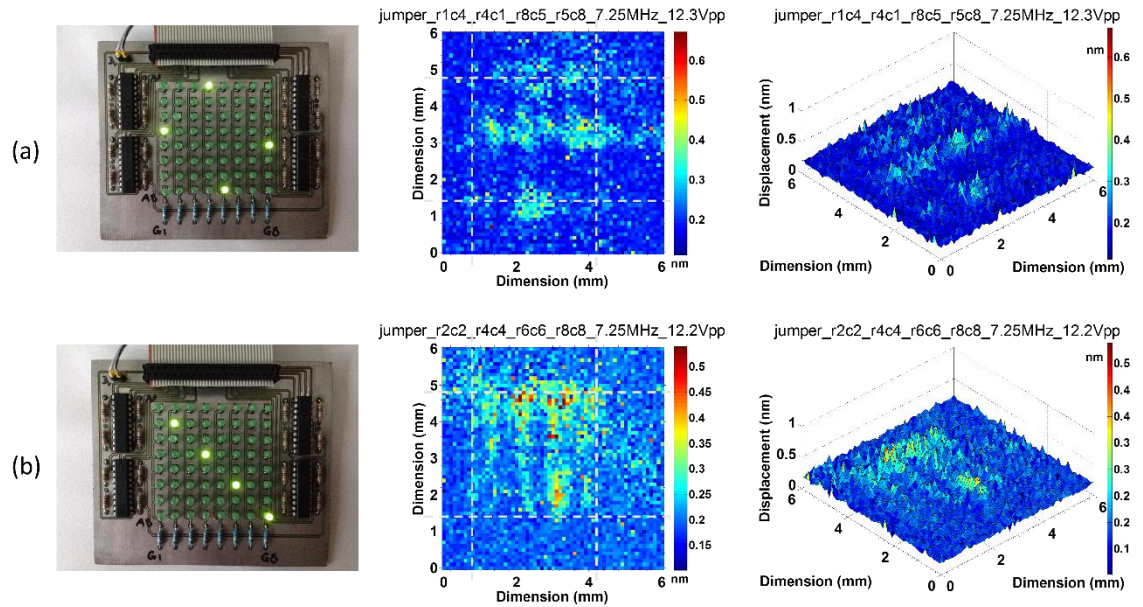 jumper_r1c4_r4c1_r8c5_r5c8_7.25MHz_12.3Vpp
jumper_r1c4_r4c1_r8c5_r5c8_7.25MHz_12.3Vpp
(a)
G1
G8
Dimension (mm)
6
5
4
3
2
1
0
0 2 4 6
Dimension (mm)
0.6
0.5
0.4
0.3
0.2
nm
Displacement (nm)
1
0.5
0
6
4
2
0
Dimension (mm)
0
2
4
6
Dimension (mm)
nm
0.6
0.5
0.4
0.3
0.2
jumper_r2c2_r4c4_r6c6_r8c8_7.25MHz_12.2Vpp
jumper_r2c2_r4c4_r6c6_r8c8_7.25MHz_12.2Vpp
(b)
G1
G8
Dimension (mm)
6
5
4
3
2
1
0
0 2 4 6
Dimension (mm)
0.5
0.45
0.4
0.35
0.3
0.25
0.2
0.15
nm
Displacement (nm)
1
0.5
0
6
4
2
0
Dimension (mm)
0
2
4
6
Dimension (mm)
nm
0.5
0.4
0.3
0.2
0.1